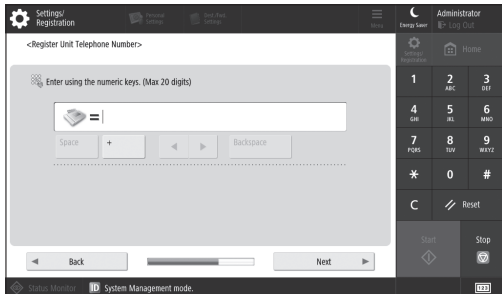 Settings/
Registration
Personal
Settings
Dest./Fwd.
Settings
Menu
<Register Unit Telephone Number>
Enter using the numeric keys. (Max 20 digits)
=
Space
+
Backspace
Back
Next
Status Monitor
ID System Management mode.
Energy Saver
Administrator
Log Out
Settings/
Registration
Home
1
2
ABC
3
DEF
4
GHI
5
JKL
6
MNO
7
PQRS
8
TUV
9
WXYZ
*
0
#
C
Reset
Start
Stop
123